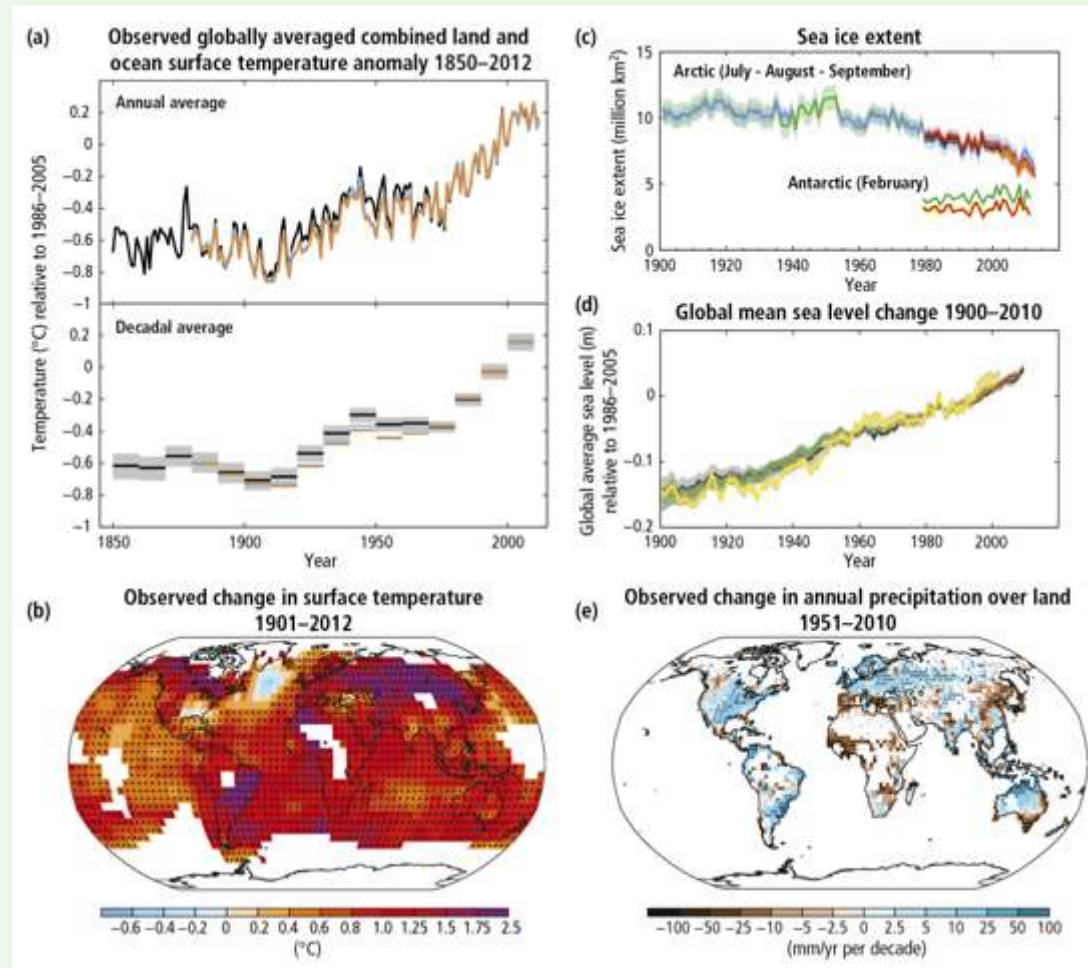 (a)
Observed globally averaged combined land and
ocean surface temperature anomaly 1850–2012
Annual average
0.2
0
−0.2
−0.4
−0.6
−0.8
−1
Decadal average
0.2
0
−0.2
−0.4
−0.6
−0.8
−1
Temperature (°C) relative to 1986–2005
1850
1900
1950
2000
Year
(b)
Observed change in surface temperature
1901–2012
−0.6
−0.4
−0.2
0
0.2
0.4
0.6
0.8
1.0
1.25
1.5
1.75
2.5
(°C)
(c)
Sea ice extent
15
10
5
0
Sea ice extent (million km²)
Arctic (July - August - September)
Antarctic (February)
1900
1920
1940
1960
1980
2000
Year
(d)
Global mean sea level change 1900–2010
0.1
0
−0.1
−0.2
Global average sea level (m)
relative to 1986–2005
1900
1920
1940
1960
1980
2000
Year
(e)
Observed change in annual precipitation over land
1951–2010
−100
−50
−25
−10
−5
−2.5
0
2.5
5
10
25
50
100
(mm/yr per decade)